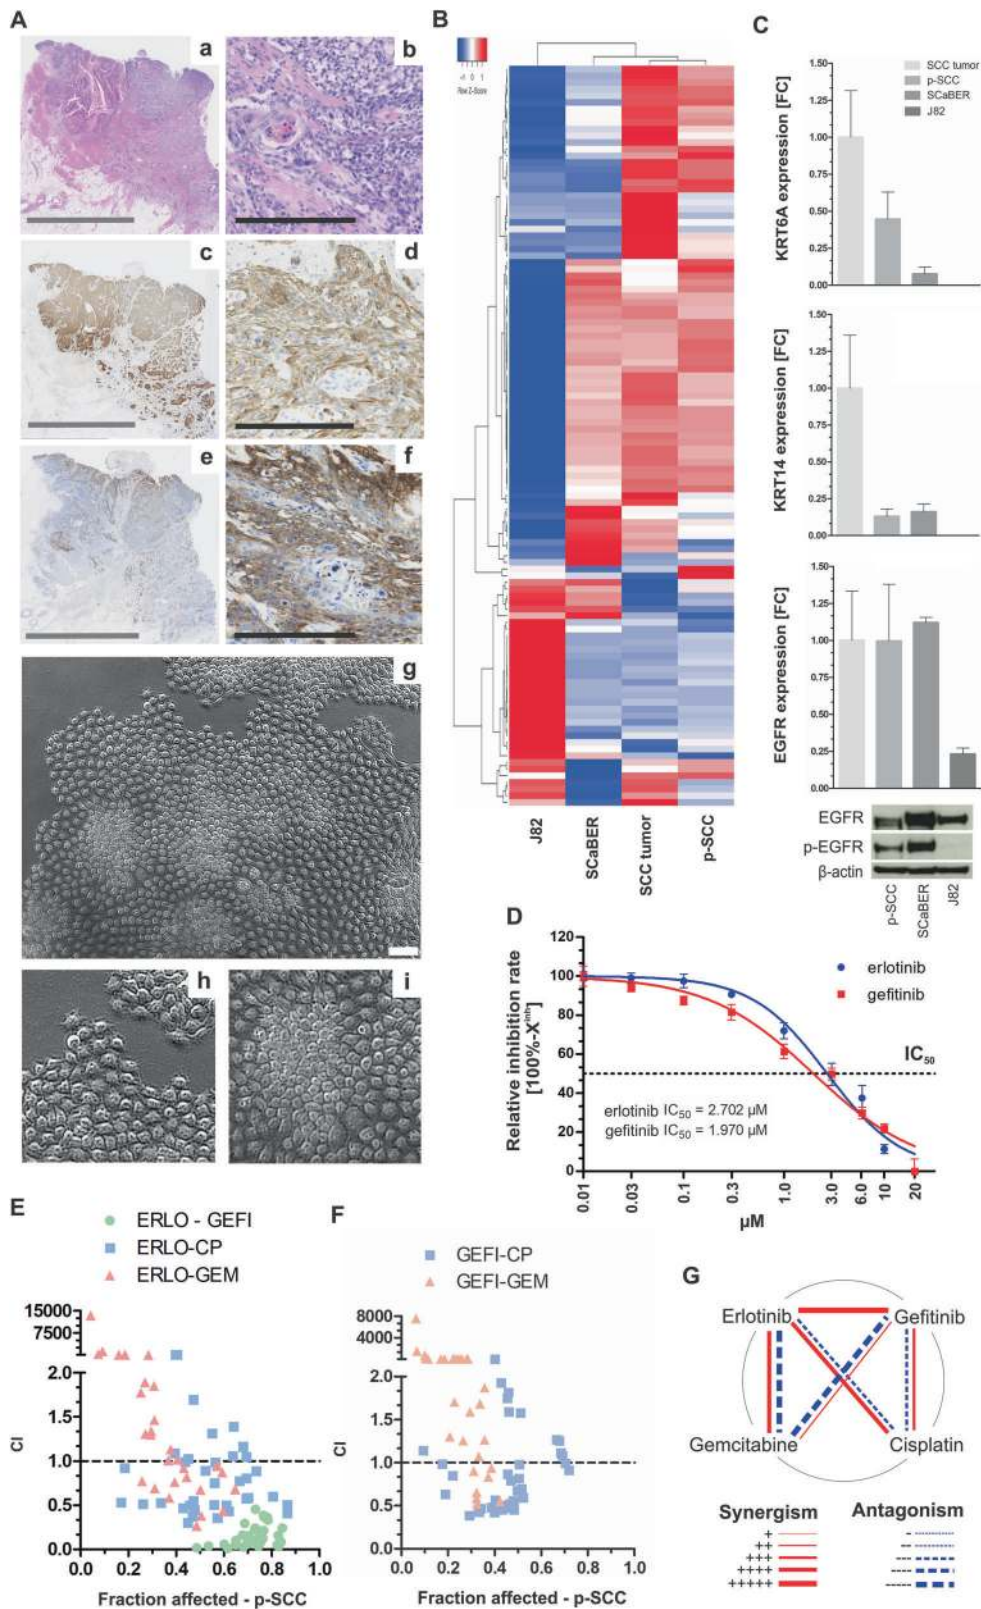 A
a
b
c
d
e
f
g
h
i
B
-1 0 1
Row Z-Score
J82
SCaBER
SCC tumor
p-SCC
C
SCC tumor
p-SCC
SCaBER
J82
KRT6A expression [FC]
1.50
1.25
1.00
0.75
0.50
0.25
0.00
KRT14 expression [FC]
1.50
1.25
1.00
0.75
0.50
0.25
0.00
EGFR expression [FC]
1.50
1.25
1.00
0.75
0.50
0.25
0.00
EGFR
p-EGFR
β-actin
p-SCC
SCaBER
J82
D
Relative inhibition rate
[100%-Xinh]
120
100
80
60
40
20
0
erlotinib
gefitinib
IC50
erlotinib IC50 = 2.702 µM
gefitinib IC50 = 1.970 µM
0.01 0.03 0.1 0.3 1.0 3.0 6.0 10 20
µM
E
ERLO - GEFI
ERLO-CP
ERLO-GEM
15000
7500
2.0
1.5
1.0
0.5
0.0
CI
0.0 0.2 0.4 0.6 0.8 1.0
Fraction affected - p-SCC
F
GEFI-CP
GEFI-GEM
8000
4000
2.0
1.5
1.0
0.5
0.0
CI
0.0 0.2 0.4 0.6 0.8 1.0
Fraction affected - p-SCC
G
Erlotinib Gefitinib
Gemcitabine Cisplatin
Synergism Antagonism
+ -
++ --
+++ ---
++++ ----
+++++ -----